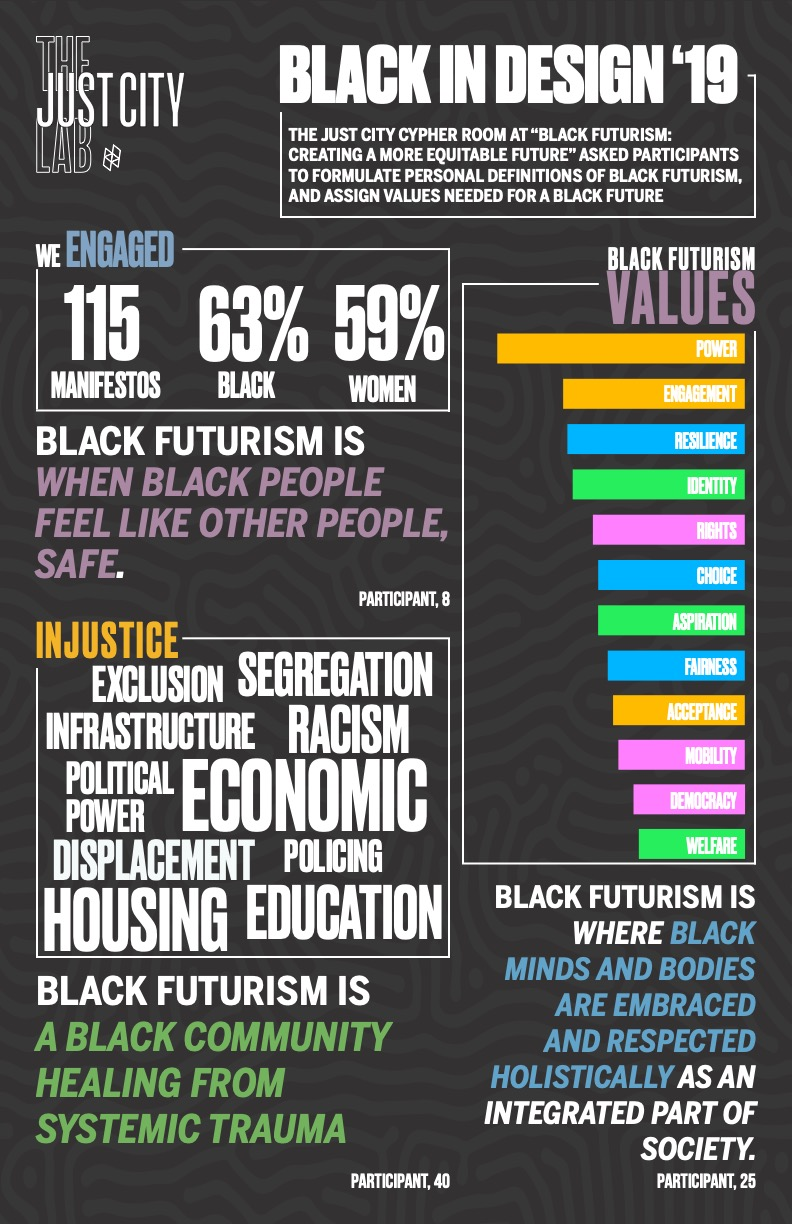 THE
JUST CITY
LAB
BLACK IN DESIGN ‘19
THE JUST CITY CYPHER ROOM AT “BLACK FUTURISM:
CREATING A MORE EQUITABLE FUTURE” ASKED PARTICIPANTS
TO FORMULATE PERSONAL DEFINITIONS OF BLACK FUTURISM,
AND ASSIGN VALUES NEEDED FOR A BLACK FUTURE
WE ENGAGED
115 63% 59%
MANIFESTOS BLACK WOMEN
BLACK FUTURISM IS
WHEN BLACK PEOPLE
FEEL LIKE OTHER PEOPLE,
SAFE.
PARTICIPANT, 8
INJUSTICE
EXCLUSION SEGREGATION
INFRASTRUCTURE RACISM
POLITICAL
POWER ECONOMIC
DISPLACEMENT POLICING
HOUSING EDUCATION
BLACK FUTURISM IS
A BLACK COMMUNITY
HEALING FROM
SYSTEMIC TRAUMA
PARTICIPANT, 40
BLACK FUTURISM
VALUES
POWER
ENGAGEMENT
RESILIENCE
IDENTITY
RIGHTS
CHOICE
ASPIRATION
FAIRNESS
ACCEPTANCE
MOBILITY
DEMOCRACY
WELFARE
BLACK FUTURISM IS
WHERE BLACK
MINDS AND BODIES
ARE EMBRACED
AND RESPECTED
HOLISTICALLY AS AN
INTEGRATED PART OF
SOCIETY.
PARTICIPANT, 25